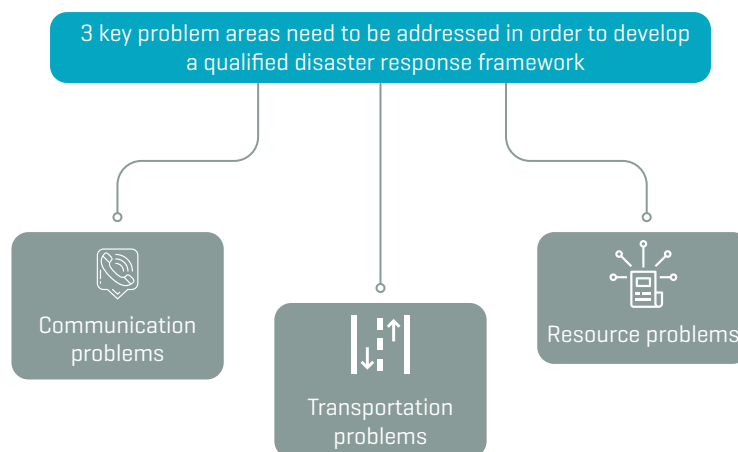 3 key problem areas need to be addressed in order to develop
a qualified disaster response framework
Communication
problems
Transportation
problems
Resource problems